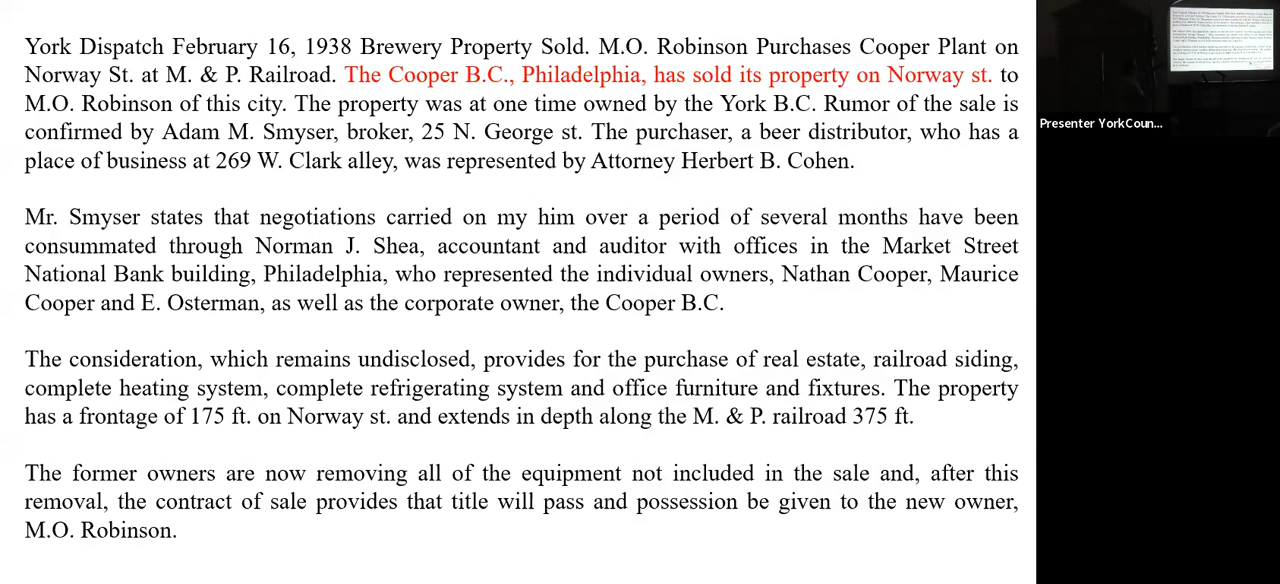 York Dispatch February 16, 1938 Brewery Property Sold. M.O. Robinson Purchases Cooper Plant on
Norway St. at M. & P. Railroad. The Cooper B.C., Philadelphia, has sold its property on Norway st. to
M.O. Robinson of this city. The property was at one time owned by the York B.C. Rumor of the sale is
confirmed by Adam M. Smyser, broker, 25 N. George st. The purchaser, a beer distributor, who has a
place of business at 269 W. Clark alley, was represented by Attorney Herbert B. Cohen.
Mr. Smyser states that negotiations carried on my him over a period of several months have been
consummated through Norman J. Shea, accountant and auditor with offices in the Market Street
National Bank building, Philadelphia, who represented the individual owners, Nathan Cooper, Maurice
Cooper and E. Osterman, as well as the corporate owner, the Cooper B.C.
The consideration, which remains undisclosed, provides for the purchase of real estate, railroad siding,
complete heating system, complete refrigerating system and office furniture and fixtures. The property
has a frontage of 175 ft. on Norway st. and extends in depth along the M. & P. railroad 375 ft.
The former owners are now removing all of the equipment not included in the sale and, after this
removal, the contract of sale provides that title will pass and possession be given to the new owner,
M.O. Robinson.
Presenter YorkCoun...